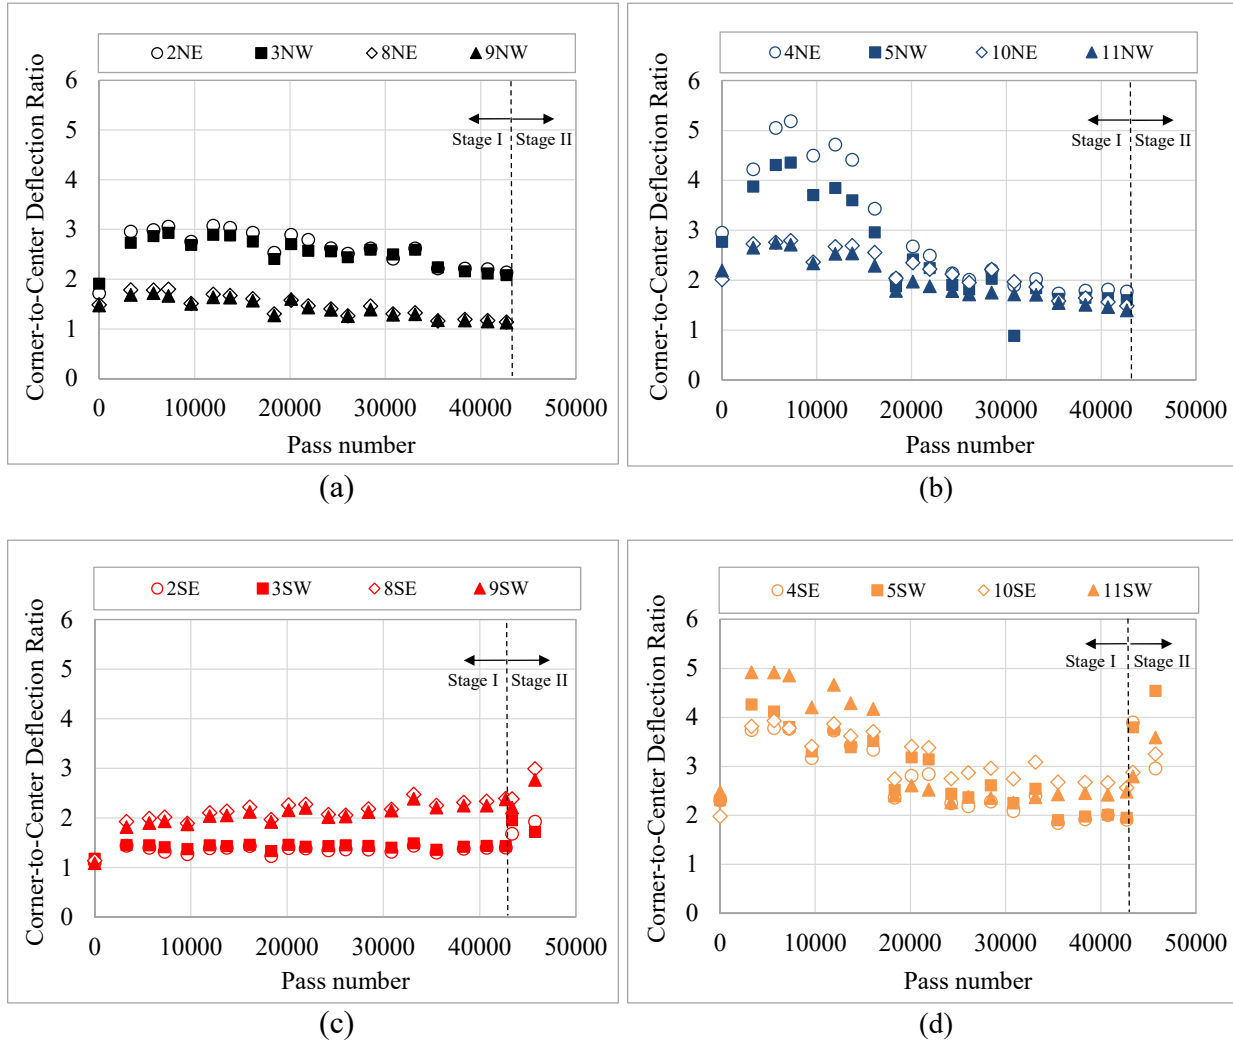 2NE 3NW 8NE 9NW
Corner-to-Center Deflection Ratio
6
5
4
3
2
1
0
Stage I Stage II
0 10000 20000 30000 40000 50000
Pass number
(a)
4NE 5NW 10NE 11NW
Corner-to-Center Deflection Ratio
6
5
4
3
2
1
0
Stage I Stage II
0 10000 20000 30000 40000 50000
Pass number
(b)
2SE 3SW 8SE 9SW
Corner-to-Center Deflection Ratio
6
5
4
3
2
1
0
Stage I Stage II
0 10000 20000 30000 40000 50000
Pass number
(c)
4SE 5SW 10SE 11SW
Corner-to-Center Deflection Ratio
6
5
4
3
2
1
0
Stage I Stage II
0 10000 20000 30000 40000 50000
Pass number
(d)